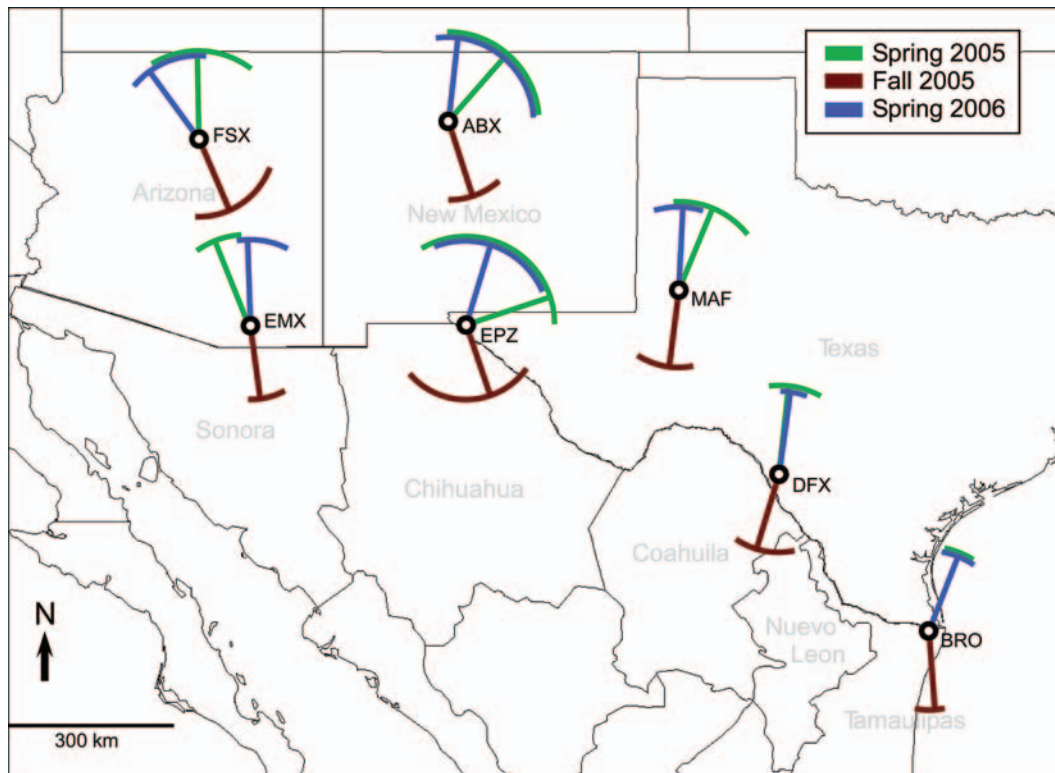 Spring 2005
Fall 2005
Spring 2006
FSX
ABX
Arizona
New Mexico
EMX
EPZ
MAF
Texas
Sonora
Chihuahua
DFX
Coahuila
N
Nuevo
Leon
BRO
Tamaulipas
300 km